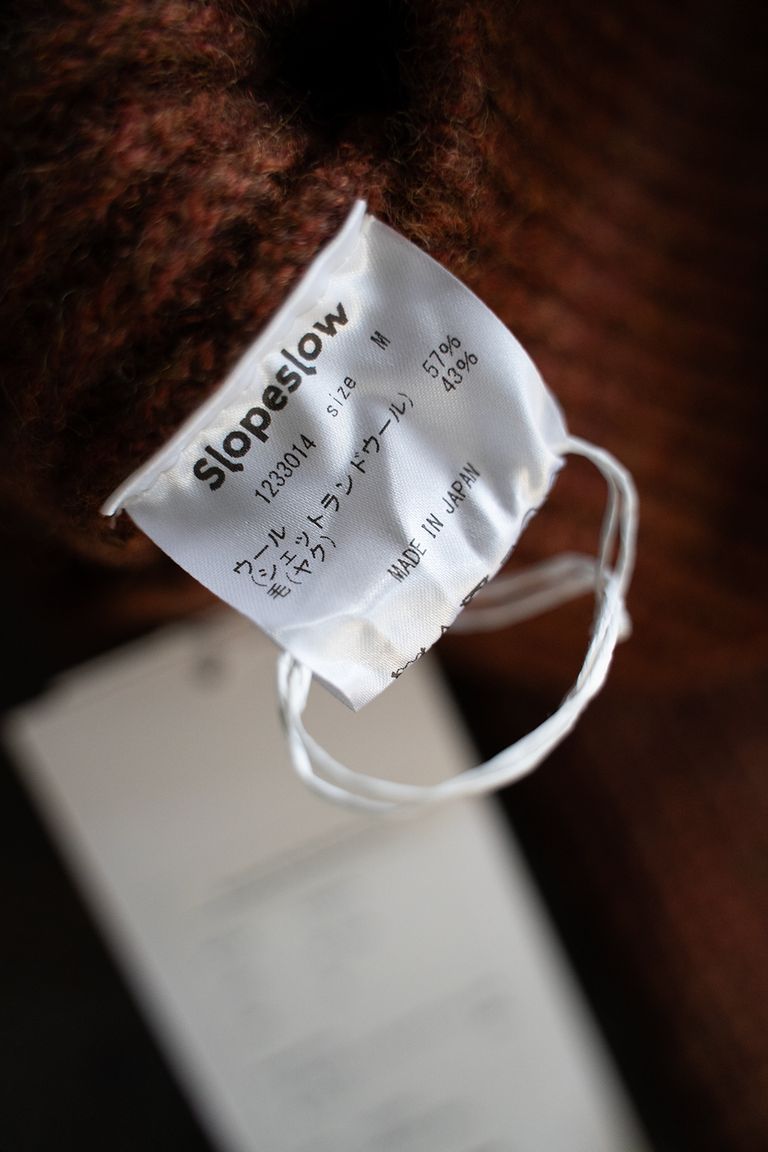 Slopeslow
1233014 size M
ウール 57%
(シェットランドウール)
毛(ヤク) 43%
MADE IN JAPAN